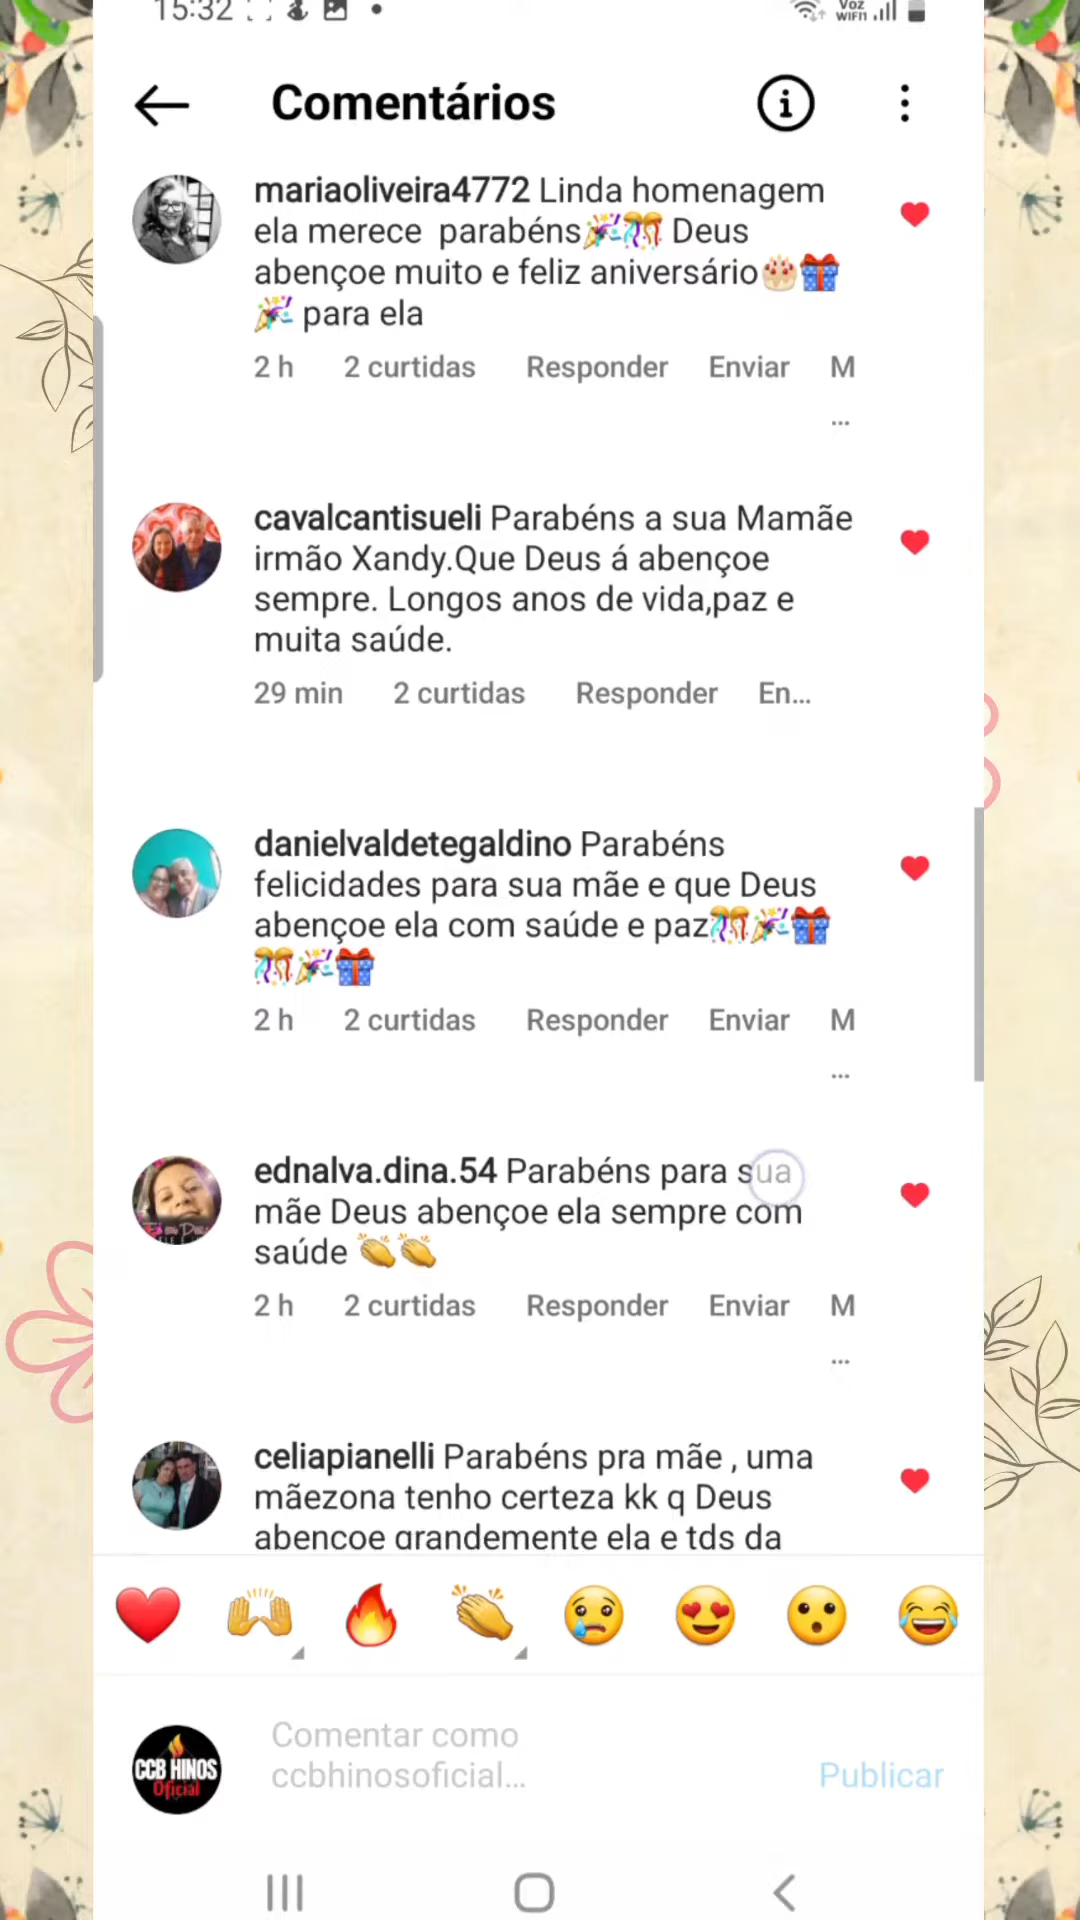 15:32
Voz
WIFI1
Comentários
mariaoliveira4772 Linda homenagem
ela merece parabéns🎉🎊 Deus
abençoe muito e feliz aniversário🎂🎁
🎉 para ela
2 h 2 curtidas Responder Enviar M
...
cavalcantisueli Parabéns a sua Mamãe
irmão Xandy.Que Deus á abençoe
sempre. Longos anos de vida,paz e
muita saúde.
29 min 2 curtidas Responder En...
danielvaldetegaldino Parabéns
felicidades para sua mãe e que Deus
abençoe ela com saúde e paz🎊🎉🎁
🎊🎉🎁
2 h 2 curtidas Responder Enviar M
...
ednalva.dina.54 Parabéns para sua
mãe Deus abençoe ela sempre com
saúde 👏👏
2 h 2 curtidas Responder Enviar M
...
celiapianelli Parabéns pra mãe , uma
mãezona tenho certeza kk q Deus
abençoe grandemente ela e tds da
CCB HINOS
Oficial
Comentar como
ccbhinosoficial...
Publicar